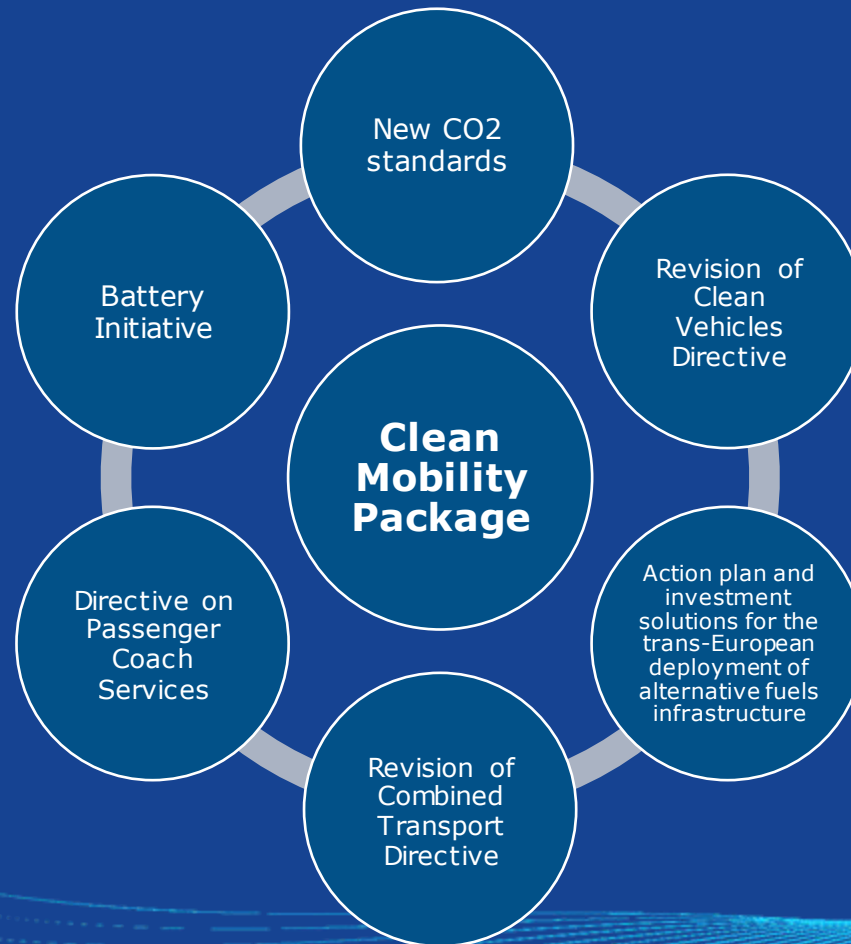 New CO2
standards
Revision of
Clean
Vehicles
Directive
Action plan and
investment
solutions for the
trans-European
deployment of
alternative fuels
infrastructure
Revision of
Combined
Transport
Directive
Directive on
Passenger
Coach
Services
Battery
Initiative
Clean
Mobility
Package